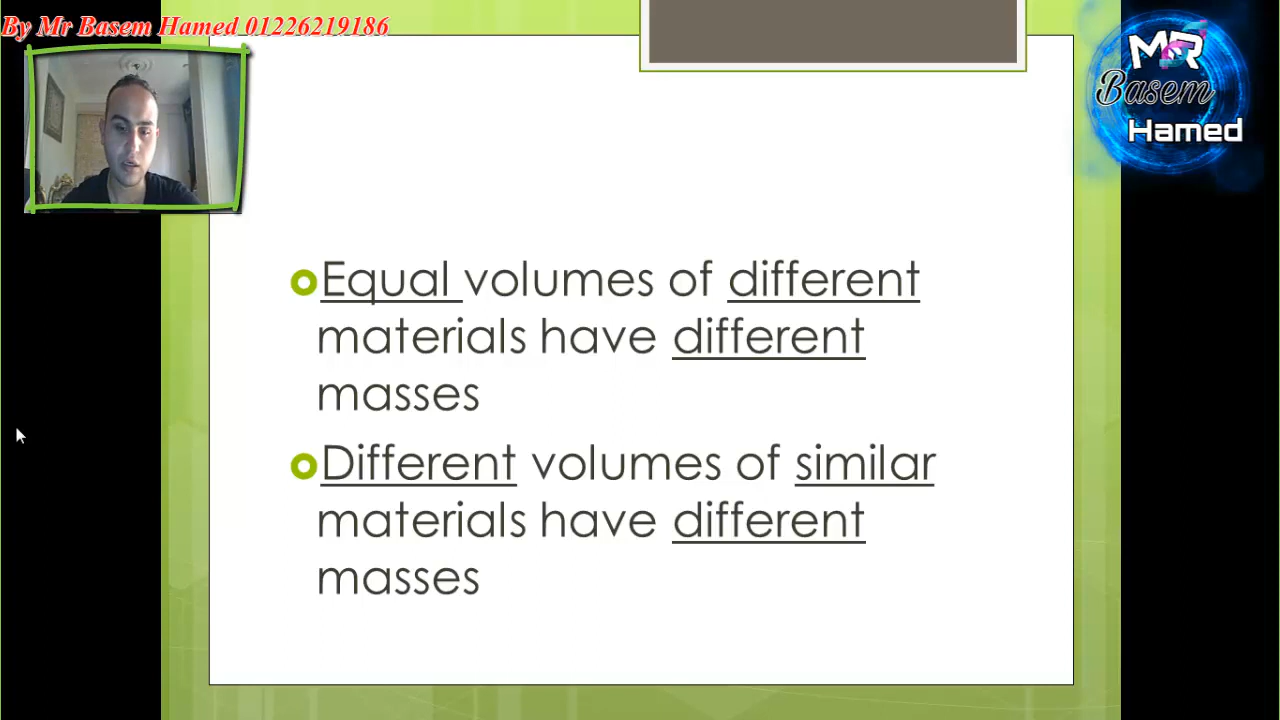 By Mr Basem Hamed 01226219186
MR
Basem
Hamed
Equal volumes of different
materials have different
masses
Different volumes of similar
materials have different
masses